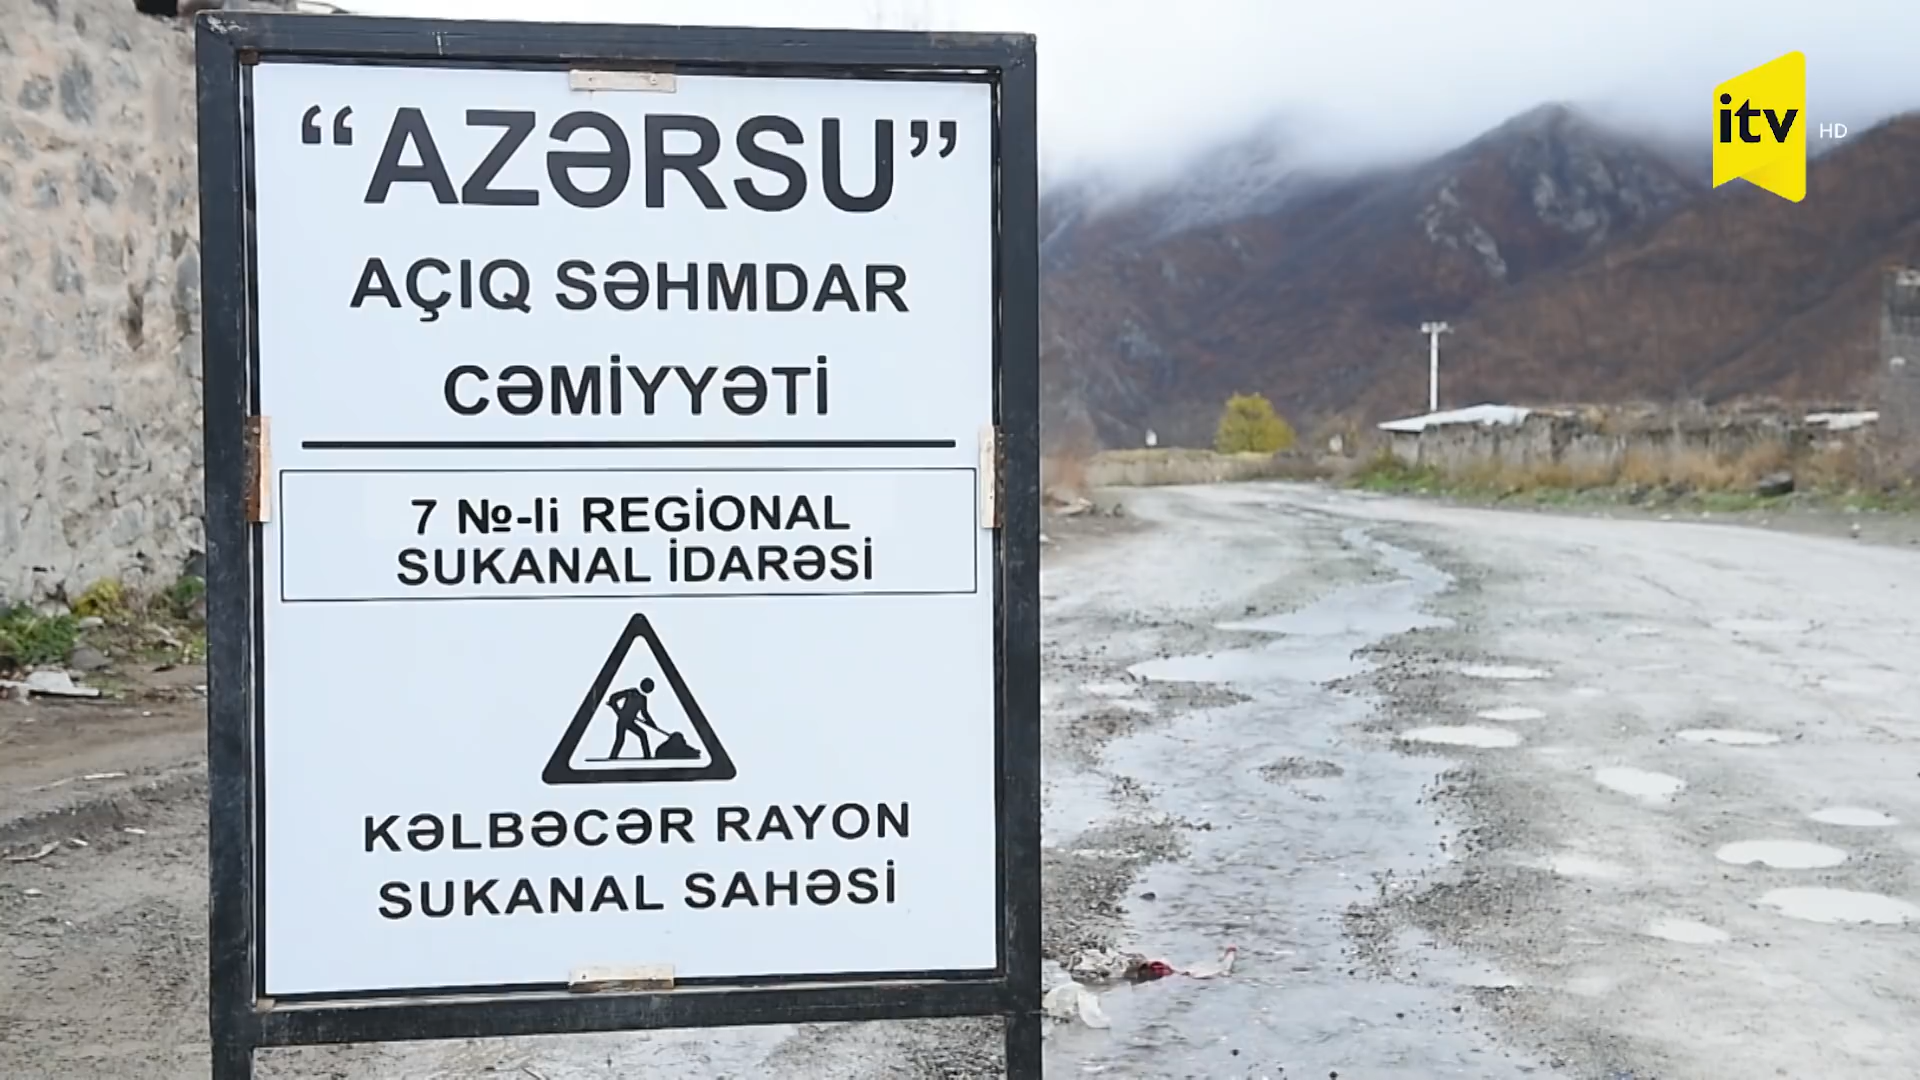 “AZƏRSU”
AÇIQ SƏHMDAR
CƏMİYYƏTİ
7 №-li REGİONAL
SUKANAL İDARƏSİ
KƏLBƏCƏR RAYON
SUKANAL SAHƏSİ
itv HD